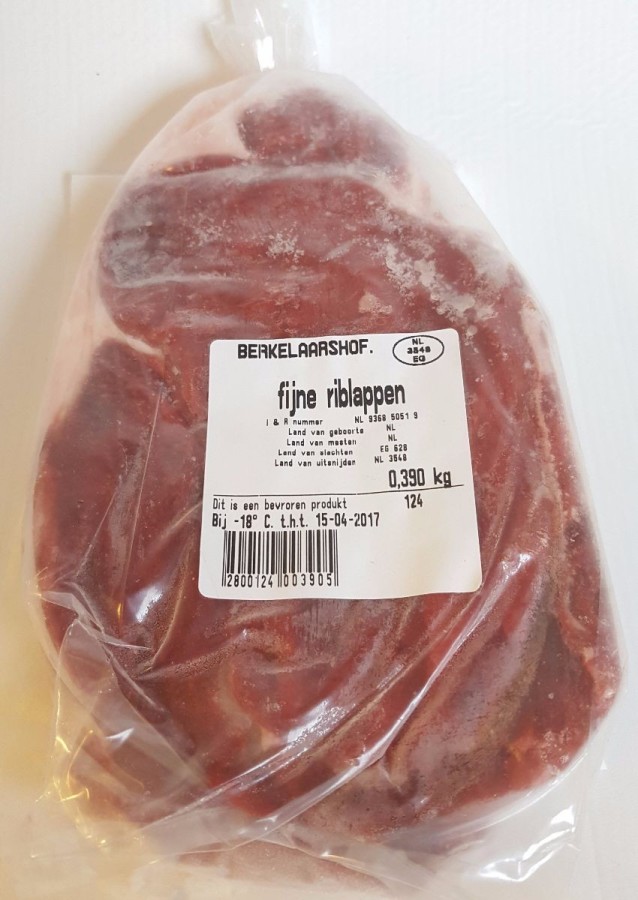 BERKELAARSHOF.
NL
3548
EG
fijne riblappen
I & R nummer NL 9368 5051 9
Land van geboorte NL
Land van mesten NL
Land van slachten EG 628
Land van uitsnijden NL 3548
0,390 kg
Dit is een bevroren produkt 124
Bij -18° C. t.h.t. 15-04-2017
2800124 003905